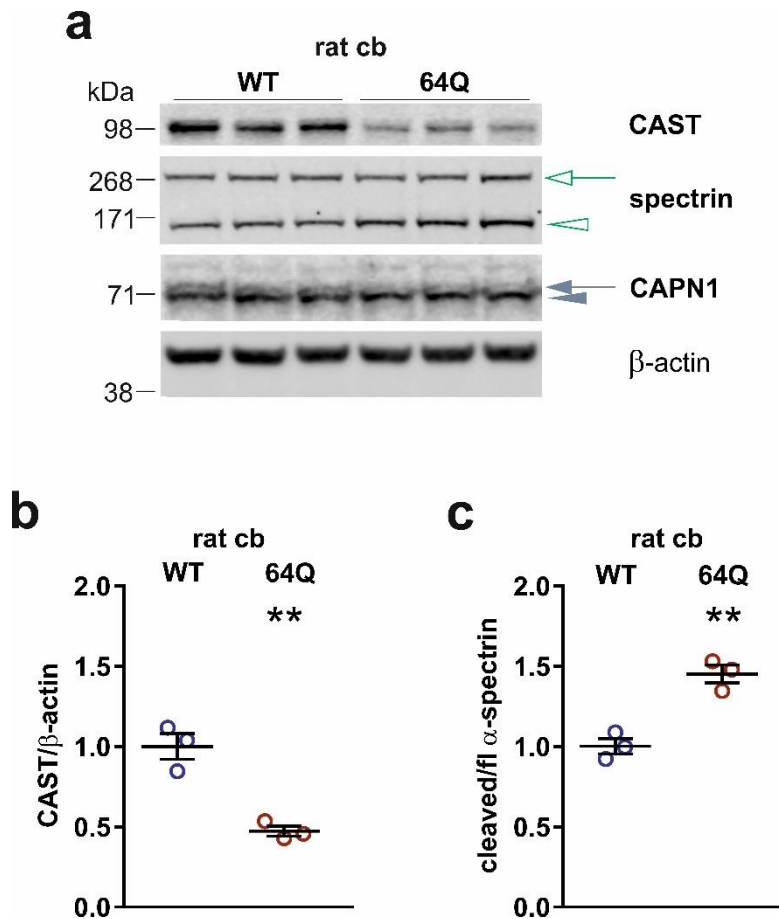 a
rat cb
WT 64Q
kDa
98 CAST
268
spectrin
171
71 CAPN1
β-actin
38
b
rat cb
WT 64Q
2.0
**
1.5
1.0
0.5
0.0
CAST/β-actin
c
rat cb
WT 64Q
2.0
**
1.5
1.0
0.5
0.0
cleaved/fl α-spectrin